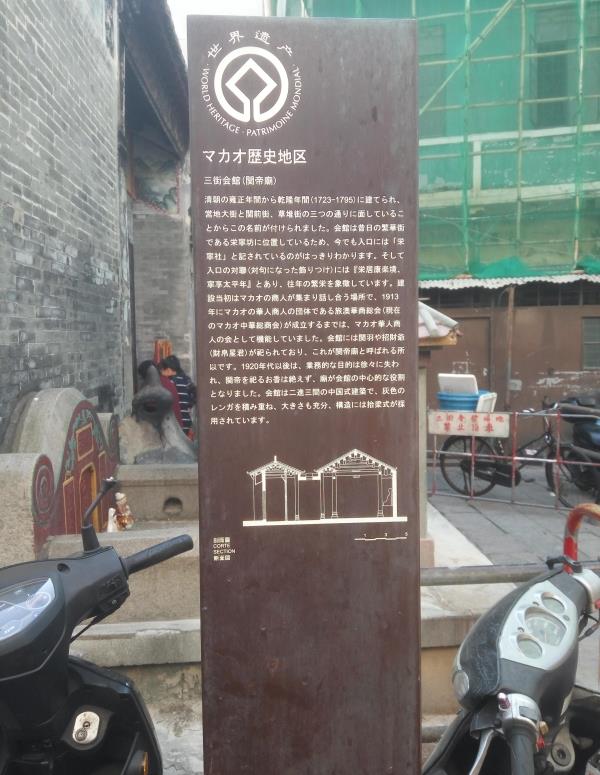 世界遺产
WORLD HERITAGE · PATRIMOINE MONDIAL
マカオ歴史地区
三街会館(関帝廟)
清朝の雍正年間から乾隆年間(1723-1795)に建てられ、
當地大街と関前街、草堆街の三つの通りに面しているこ
とからこの名前が付けられました。会館は昔日の繁華街
である栄寧坊に位置しているため、今でも入口には「栄
寧社」と記されているのがはっきりわかります。そして
入口の対聯(対句になった飾りつけ)には『栄居康楽境、
寧享太平年』とあり、往年の繁栄を象徴しています。建
設当初はマカオの商人が集まり話し合う場所で、1913
年にマカオの華人商人の団体である旅澳華商総会(現在
のマカオ中華総商会)が成立するまでは、マカオ華人商
人の会として機能していました。会館には関羽や招財爺
(財帛星君)が祀られており、これが関帝廟と呼ばれる所
以です。1920年代以後は、業務的な目的は徐々に失わ
れ、関帝を祀るお香は絶えず、廟が会館の中心的な役割
となりました。会館は二進三間の中国式建築で、灰色の
レンガを積み重ね、大きさも充分、構造には抬梁式が採
用されています。
剖面圖
CORTE
SECTION
断面図
三街會館場地
禁止泊車